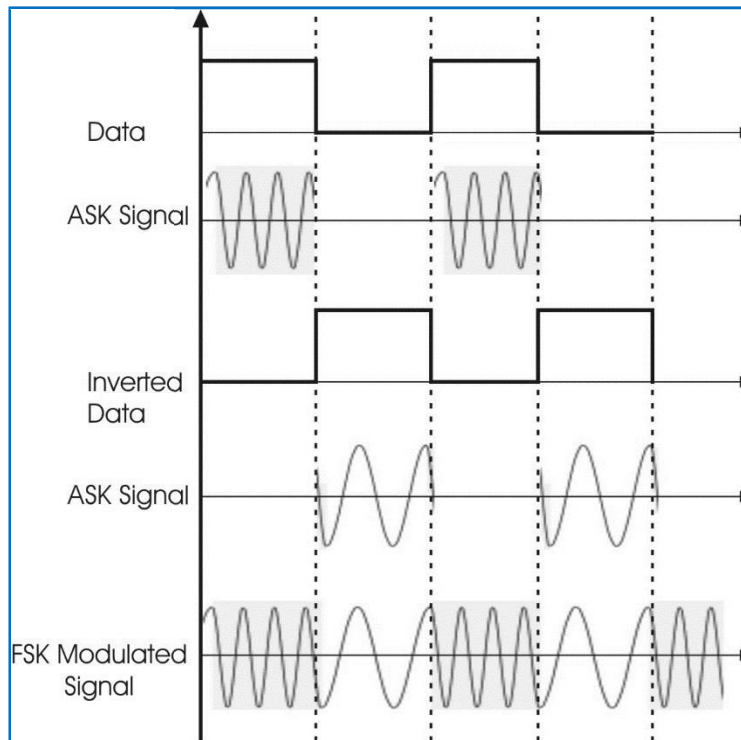 Data
ASK Signal
Inverted
Data
ASK Signal
FSK Modulated
Signal